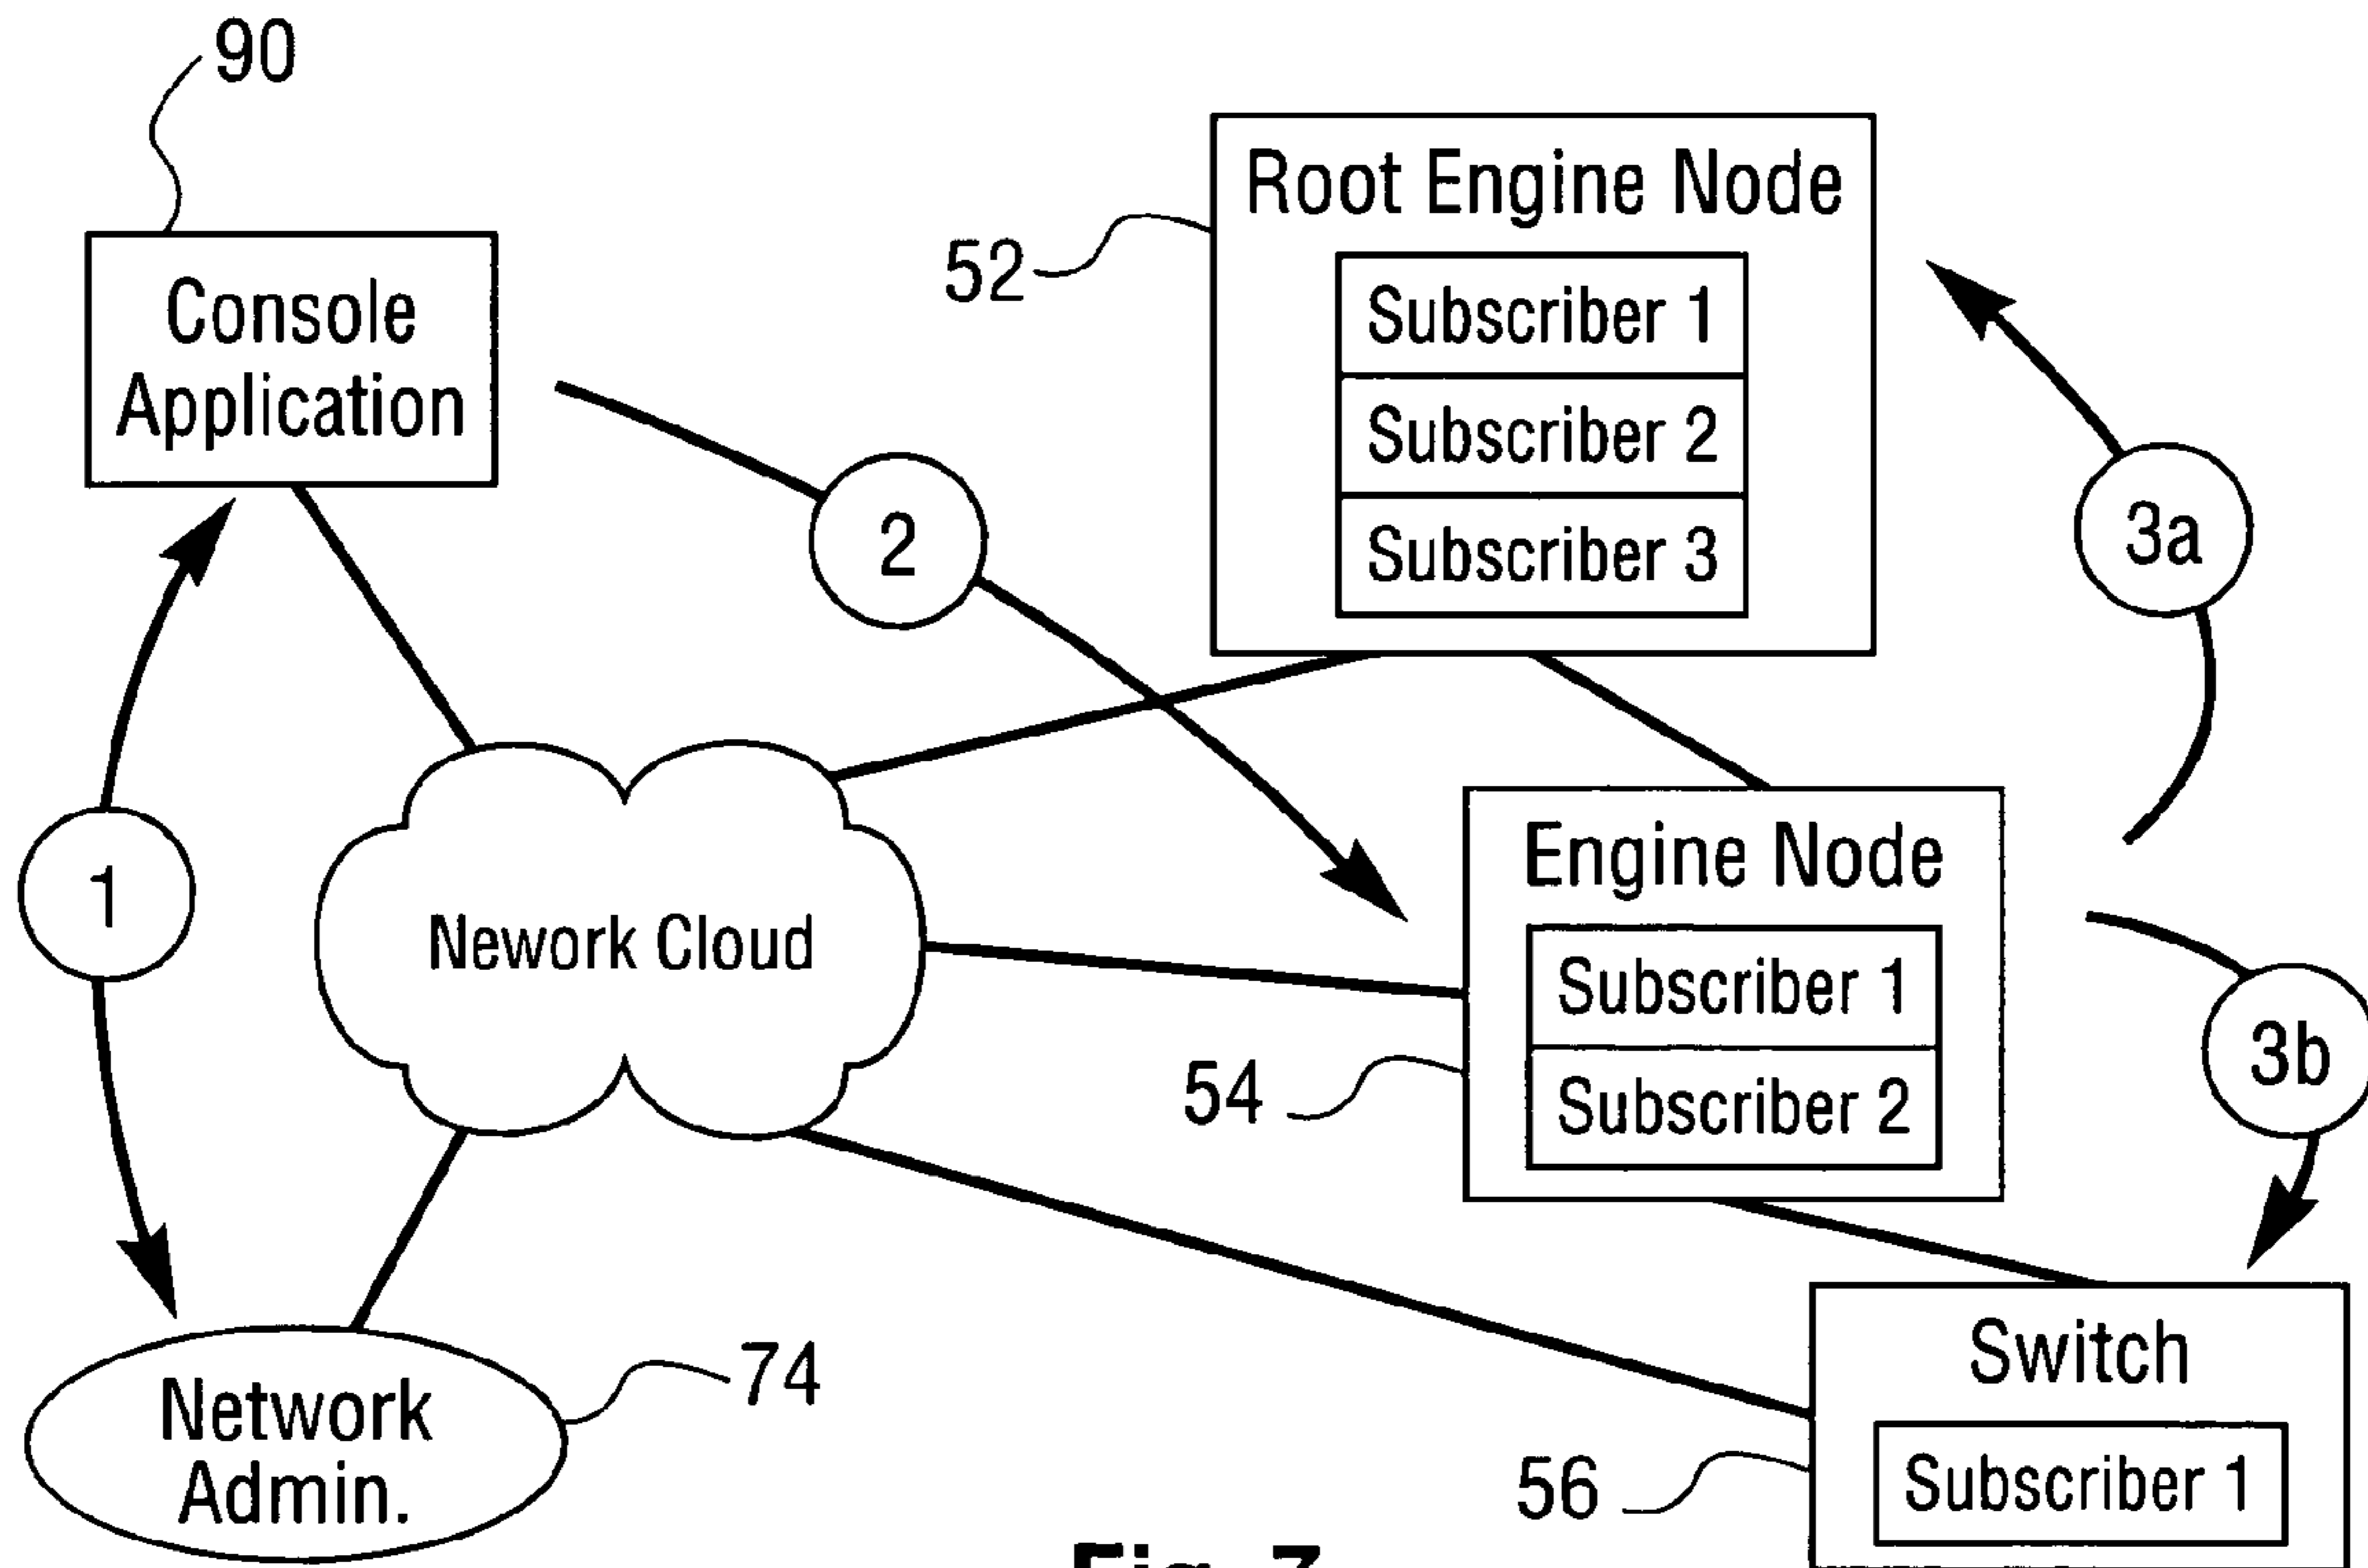 90
Root Engine Node
52
Subscriber 1
Console
Application
Subscriber 2
2
Subscriber 3
3a
1
Nework Cloud
Engine Node
Subscriber 1
54
Subscriber 2
3b
Network
Admin.
74
Switch
56
Subscriber 1